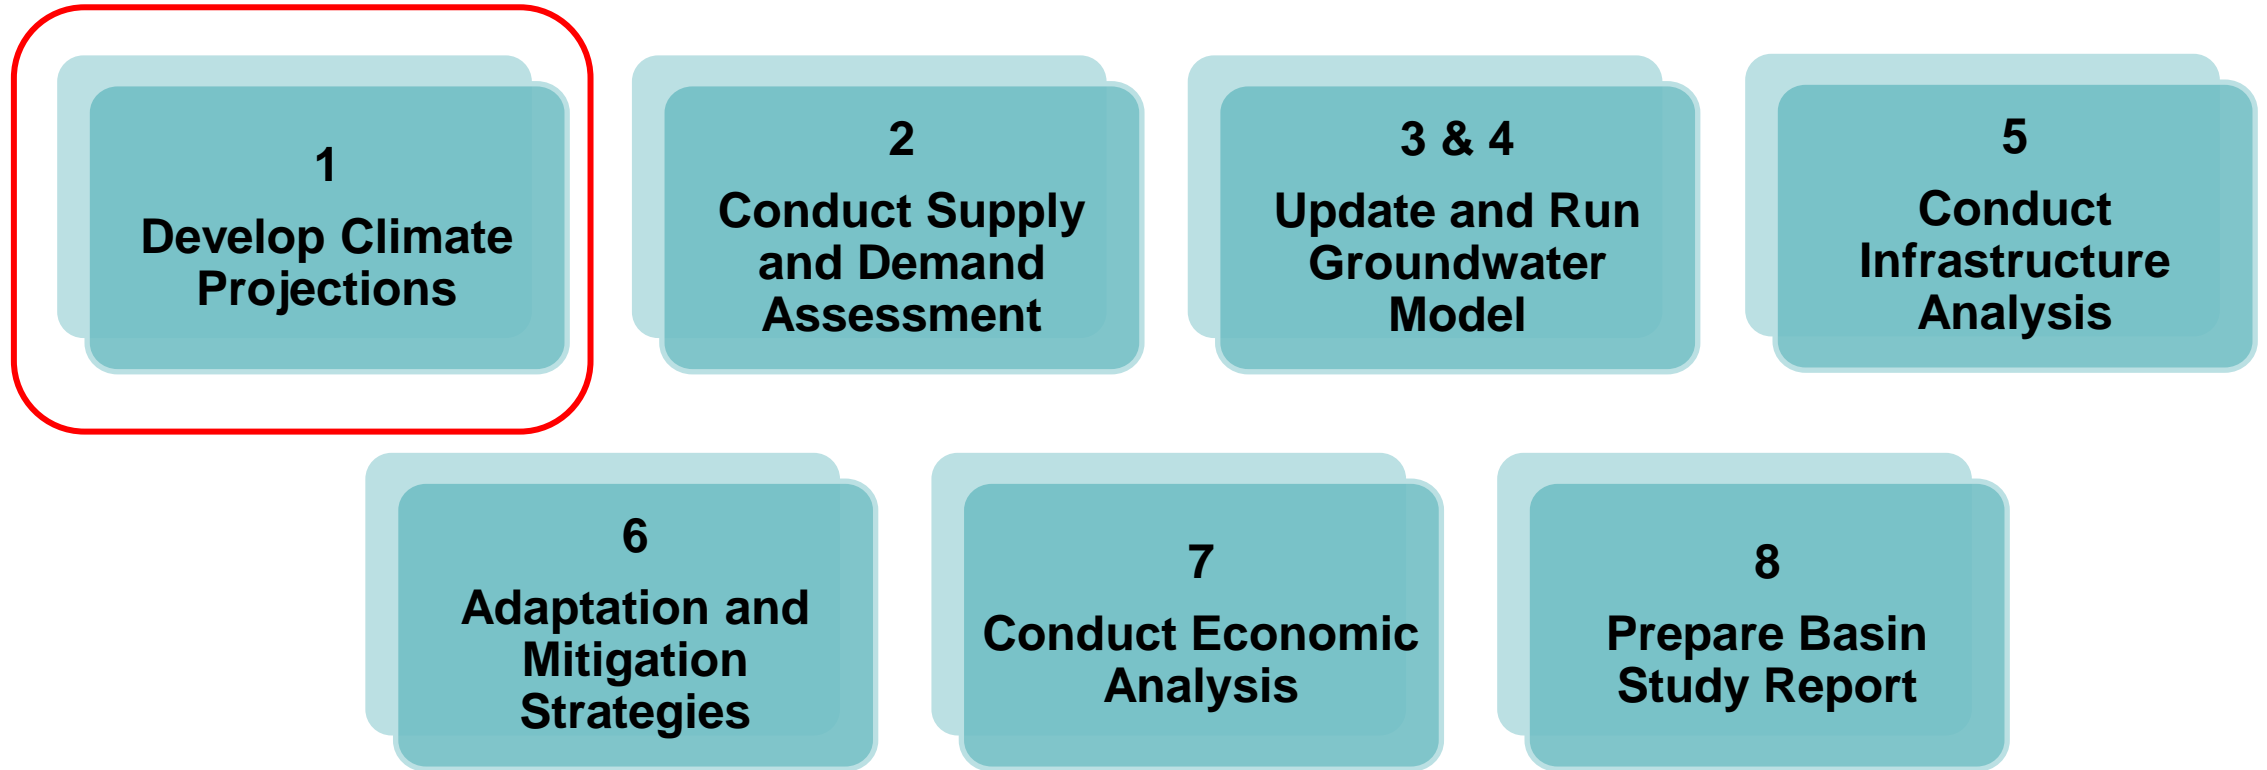 1
Develop Climate
Projections
2
Conduct Supply
and Demand
Assessment
3 & 4
Update and Run
Groundwater
Model
5
Conduct
Infrastructure
Analysis
6
Adaptation and
Mitigation
Strategies
7
Conduct Economic
Analysis
8
Prepare Basin
Study Report